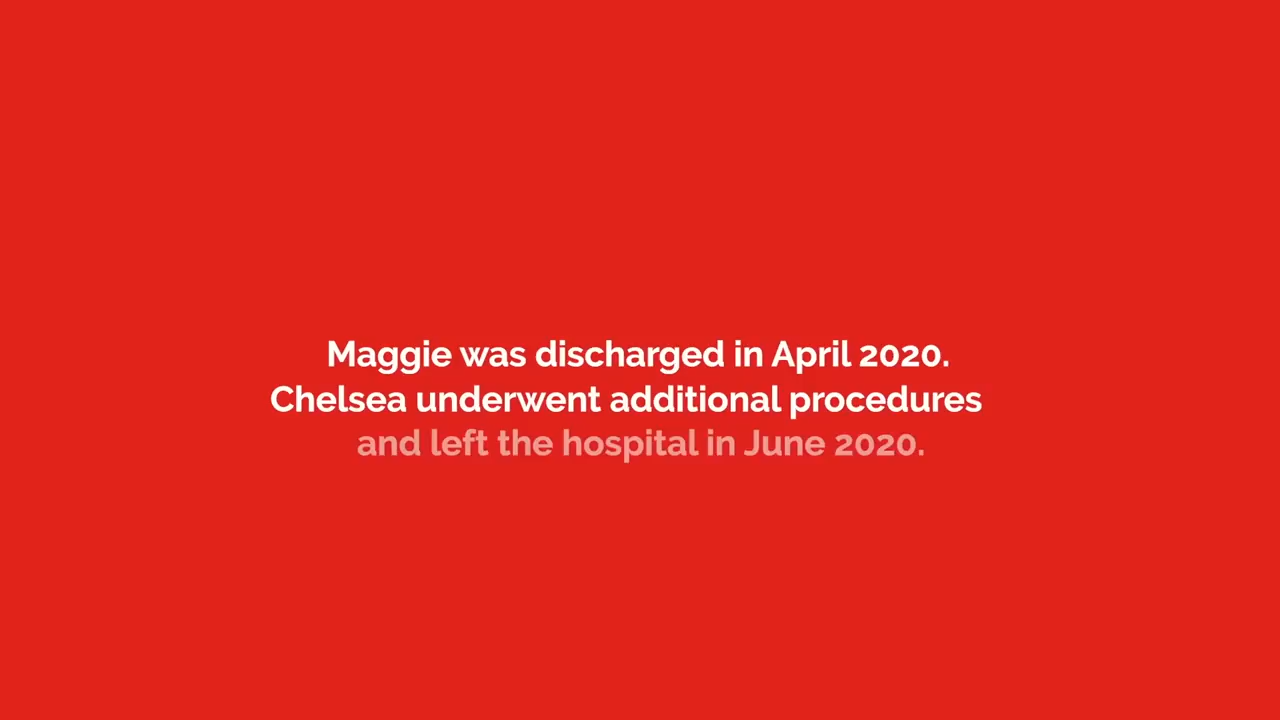 Maggie was discharged in April 2020.
Chelsea underwent additional procedures
and left the hospital in June 2020.